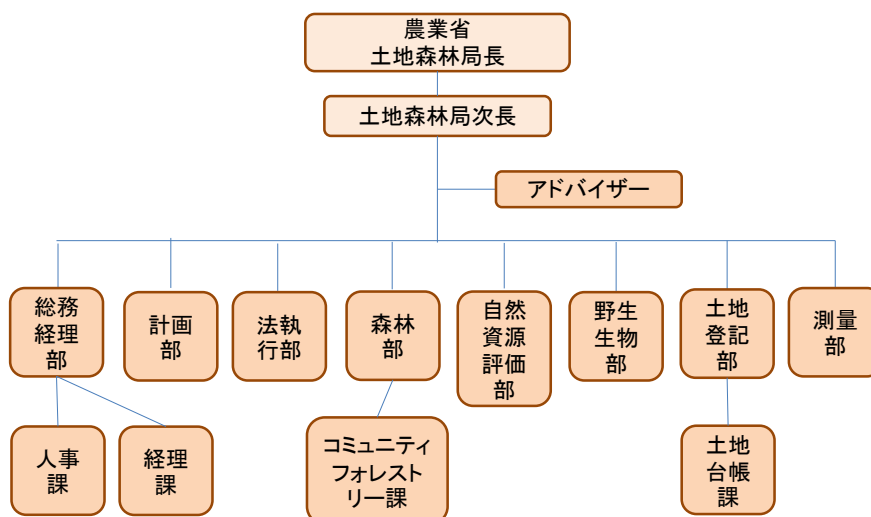 農業省
土地森林局長
土地森林局次長
アドバイザー
総務
経理
部
計画
部
法執
行部
森林
部
自然
資源
評価
部
野生
生物
部
土地
登記
部
測量
部
人事
課
経理
課
コミュニティ
フォレスト
リー課
土地
台帳
課